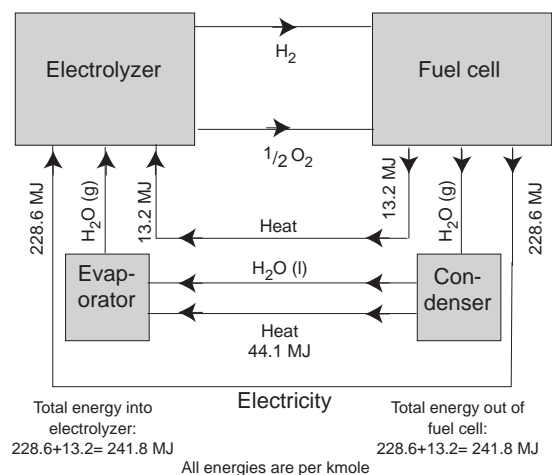 Electrolyzer
H₂
Fuel cell
1/2 O₂
228.6 MJ
H₂O (g)
13.2 MJ
13.2 MJ
H₂O (g)
228.6 MJ
Heat
Evap-
orator
H₂O (l)
Con-
denser
Heat
44.1 MJ
Electricity
Total energy into
electrolyzer:
228.6+13.2= 241.8 MJ
Total energy out of
fuel cell:
228.6+13.2= 241.8 MJ
All energies are per kmole